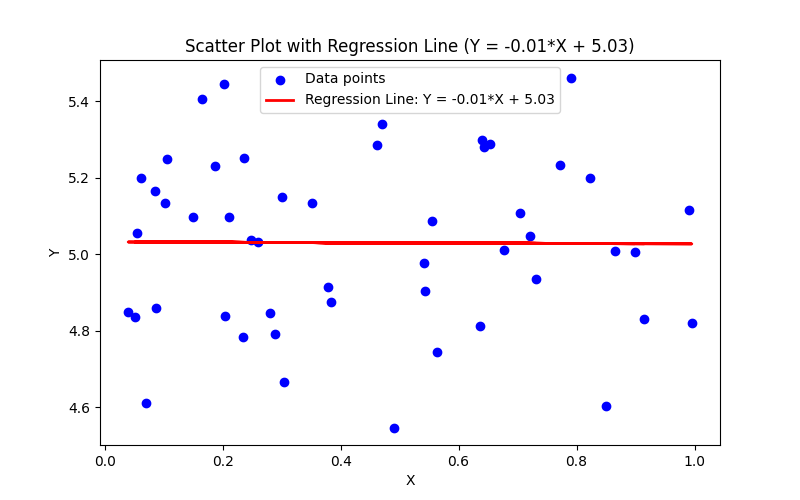 Scatter Plot with Regression Line (Y = -0.01*X + 5.03)
Data points
Regression Line: Y = -0.01*X + 5.03
5.4
5.2
5.0
4.8
4.6
Y
0.0 0.2 0.4 0.6 0.8 1.0
X